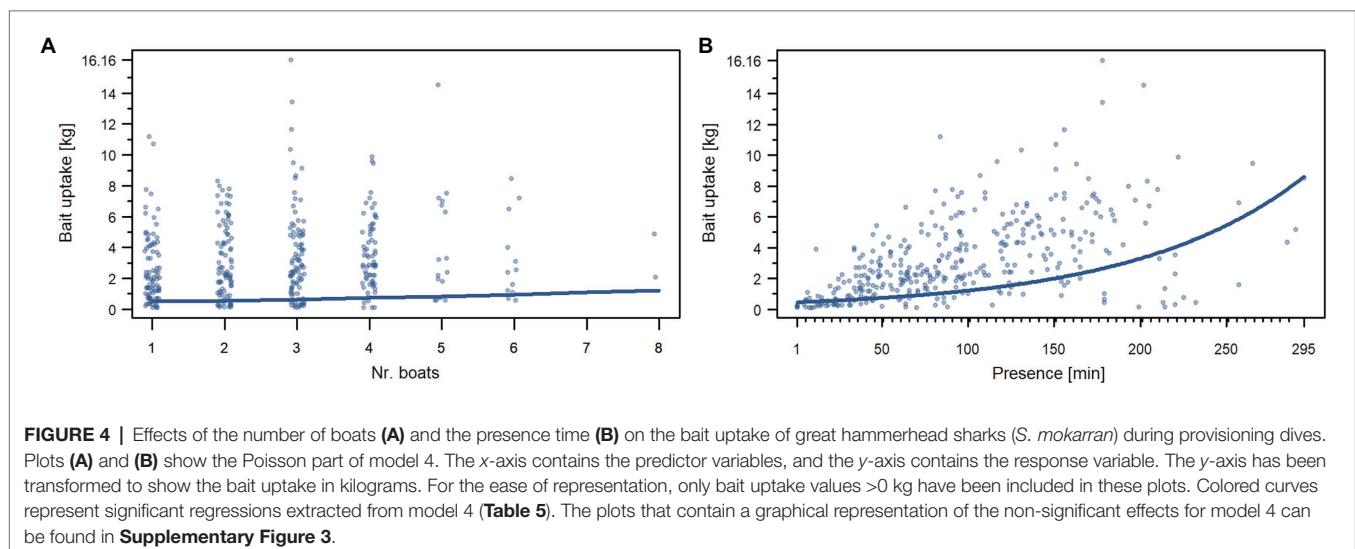 A
16.16
14
12
10
8
6
4
2
0
Bait uptake [kg]
1 2 3 4 5 6 7 8
Nr. boats
B
16.16
14
12
10
8
6
4
2
0
Bait uptake [kg]
1 50 100 150 200 250 295
Presence [min]
FIGURE 4 | Effects of the number of boats (A) and the presence time (B) on the bait uptake of great hammerhead sharks (S. mokarran) during provisioning dives.
Plots (A) and (B) show the Poisson part of model 4. The x-axis contains the predictor variables, and the y-axis contains the response variable. The y-axis has been
transformed to show the bait uptake in kilograms. For the ease of representation, only bait uptake values >0 kg have been included in these plots. Colored curves
represent significant regressions extracted from model 4 (Table 5). The plots that contain a graphical representation of the non-significant effects for model 4 can
be found in Supplementary Figure 3.